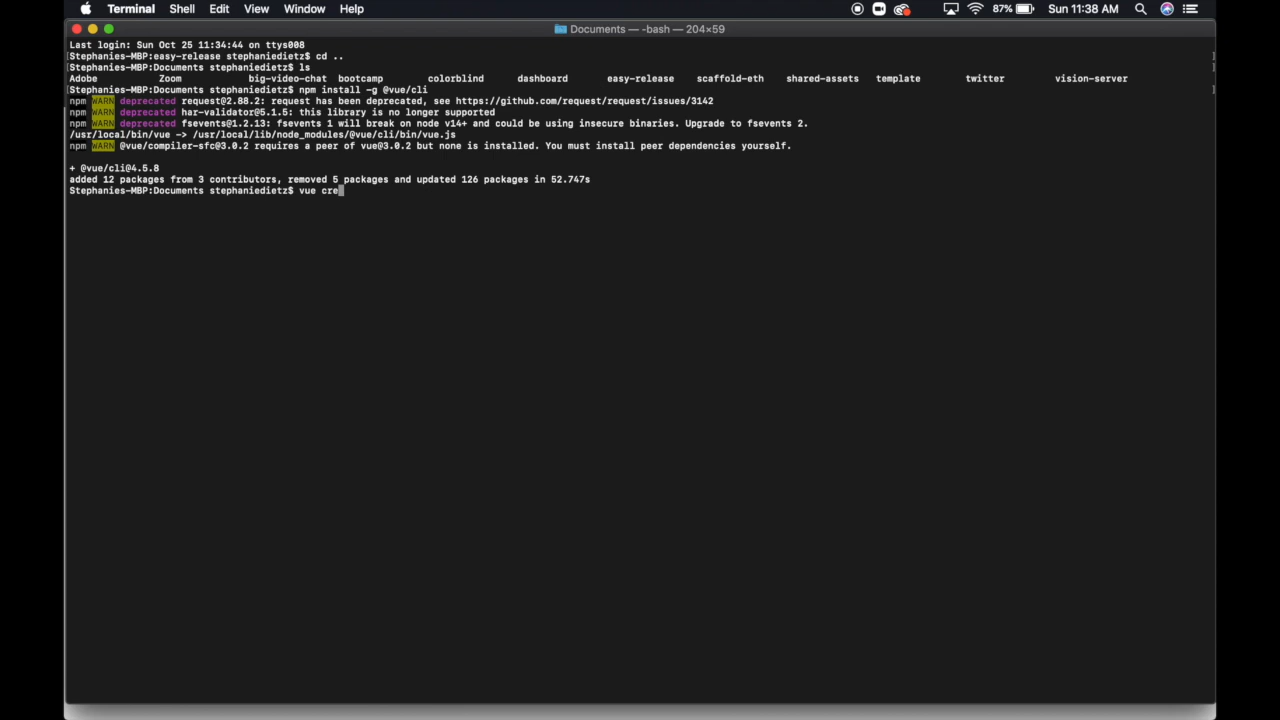 Terminal Shell Edit View Window Help 87% Sun 11:38 AM
Documents — -bash — 204×59
Last login: Sun Oct 25 11:34:44 on ttys008
[Stephanies-MBP:easy-release stephaniedietz$ cd .. ]
[Stephanies-MBP:Documents stephaniedietz$ ls ]
Adobe Zoom big-video-chat bootcamp colorblind dashboard easy-release scaffold-eth shared-assets template twitter vision-server
[Stephanies-MBP:Documents stephaniedietz$ npm install -g @vue/cli ]
npm WARN deprecated request@2.88.2: request has been deprecated, see https://github.com/request/request/issues/3142
npm WARN deprecated har-validator@5.1.5: this library is no longer supported
npm WARN deprecated fsevents@1.2.13: fsevents 1 will break on node v14+ and could be using insecure binaries. Upgrade to fsevents 2.
/usr/local/bin/vue -> /usr/local/lib/node_modules/@vue/cli/bin/vue.js
npm WARN @vue/compiler-sfc@3.0.2 requires a peer of vue@3.0.2 but none is installed. You must install peer dependencies yourself.
+ @vue/cli@4.5.8
added 12 packages from 3 contributors, removed 5 packages and updated 126 packages in 52.747s
Stephanies-MBP:Documents stephaniedietz$ vue cre